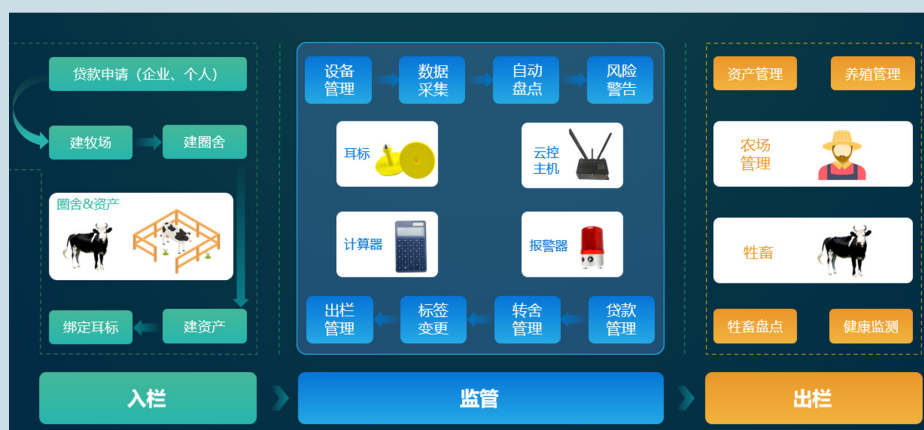 贷款申请（企业、个人）
建牧场
建圈舍
圈舍&资产
绑定耳标
建资产
设备
管理
数据
采集
自动
盘点
风险
警告
耳标
云控
主机
计算器
报警器
出栏
管理
标签
变更
转舍
管理
贷款
管理
资产管理
养殖管理
农场
管理
牲畜
牲畜盘点
健康监测
入栏
监管
出栏